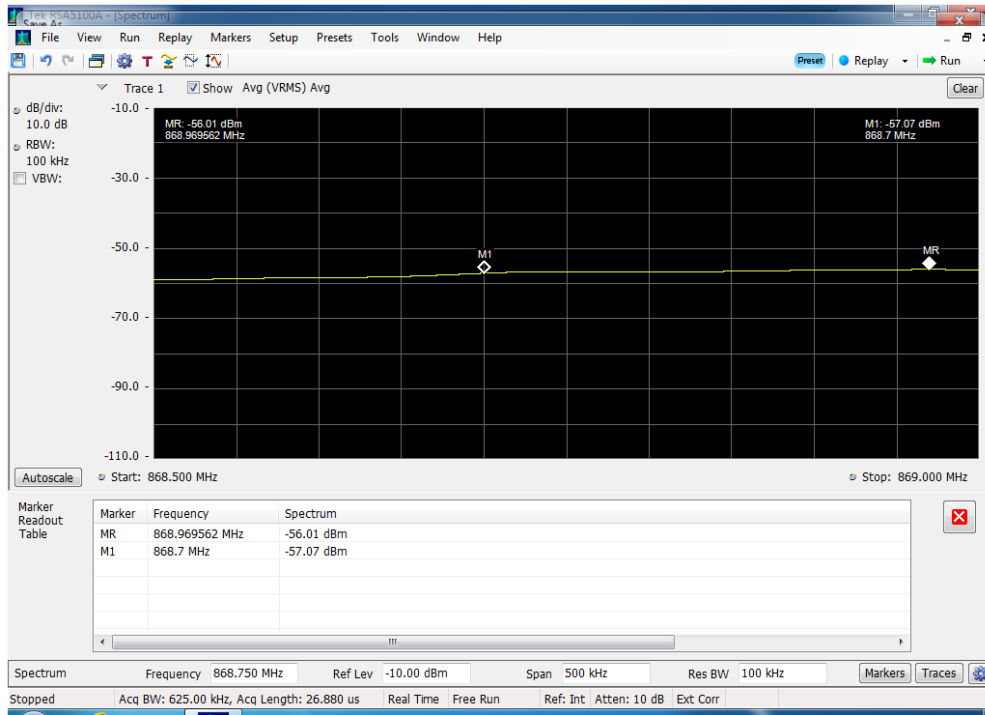 Tek RSA5100A - [Spectrum]
Save As
File View Run Replay Markers Setup Presets Tools Window Help
Preset Replay Run
Trace 1 Show Avg (VRMS) Avg Clear
dB/div:
10.0 dB
RBW:
100 kHz
VBW:
-10.0
-30.0
-50.0
-70.0
-90.0
-110.0
MR: -56.01 dBm
868.969562 MHz
M1: -57.07 dBm
868.7 MHz
M1
MR
Autoscale Start: 868.500 MHz Stop: 869.000 MHz
Marker
Readout
Table
Marker Frequency Spectrum
MR 868.969562 MHz -56.01 dBm
M1 868.7 MHz -57.07 dBm
Spectrum Frequency 868.750 MHz Ref Lev -10.00 dBm Span 500 kHz Res BW 100 kHz Markers Traces
Stopped Acq BW: 625.00 kHz, Acq Length: 26.880 us Real Time Free Run Ref: Int Atten: 10 dB Ext Corr